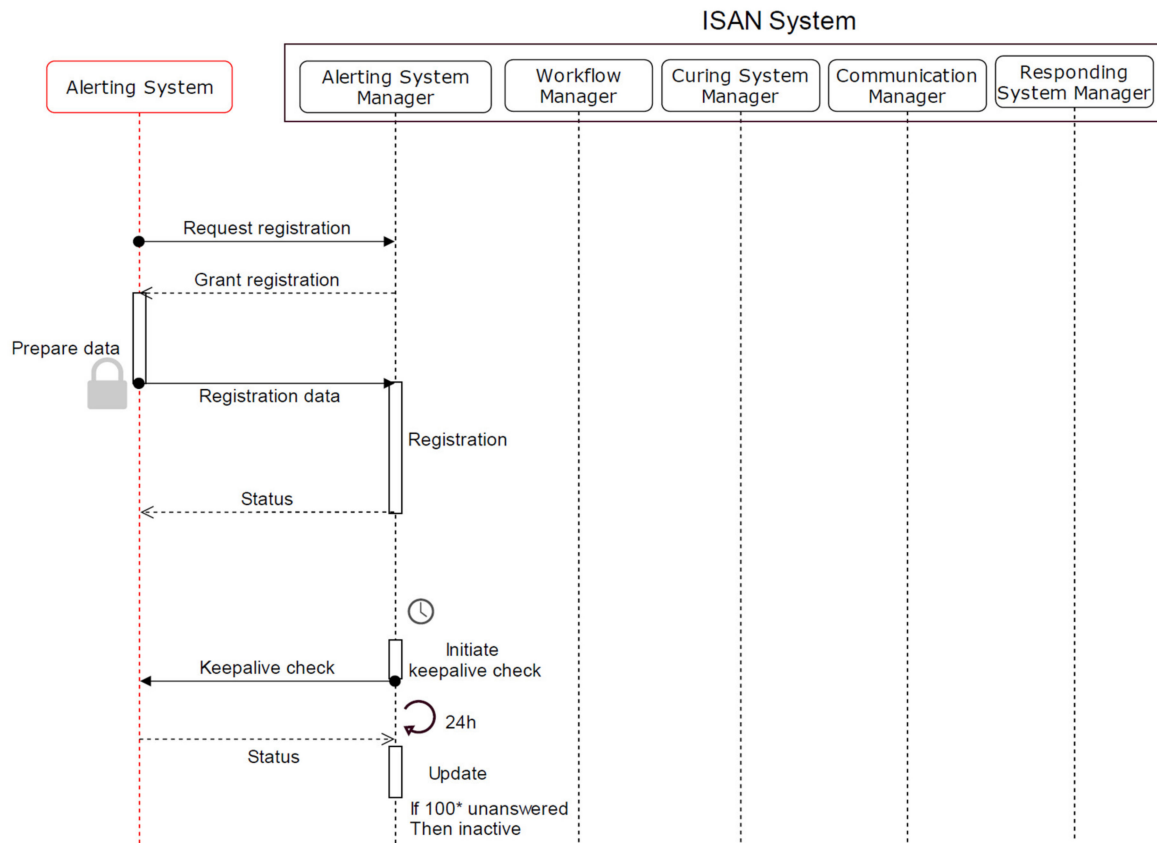 ISAN System
Alerting System
Alerting System
Manager
Workflow
Manager
Curing System
Manager
Communication
Manager
Responding
System Manager
Request registration
Grant registration
Prepare data
Registration data
Registration
Status
Initiate
keepalive check
Keepalive check
24h
Status
Update
If 100* unanswered
Then inactive